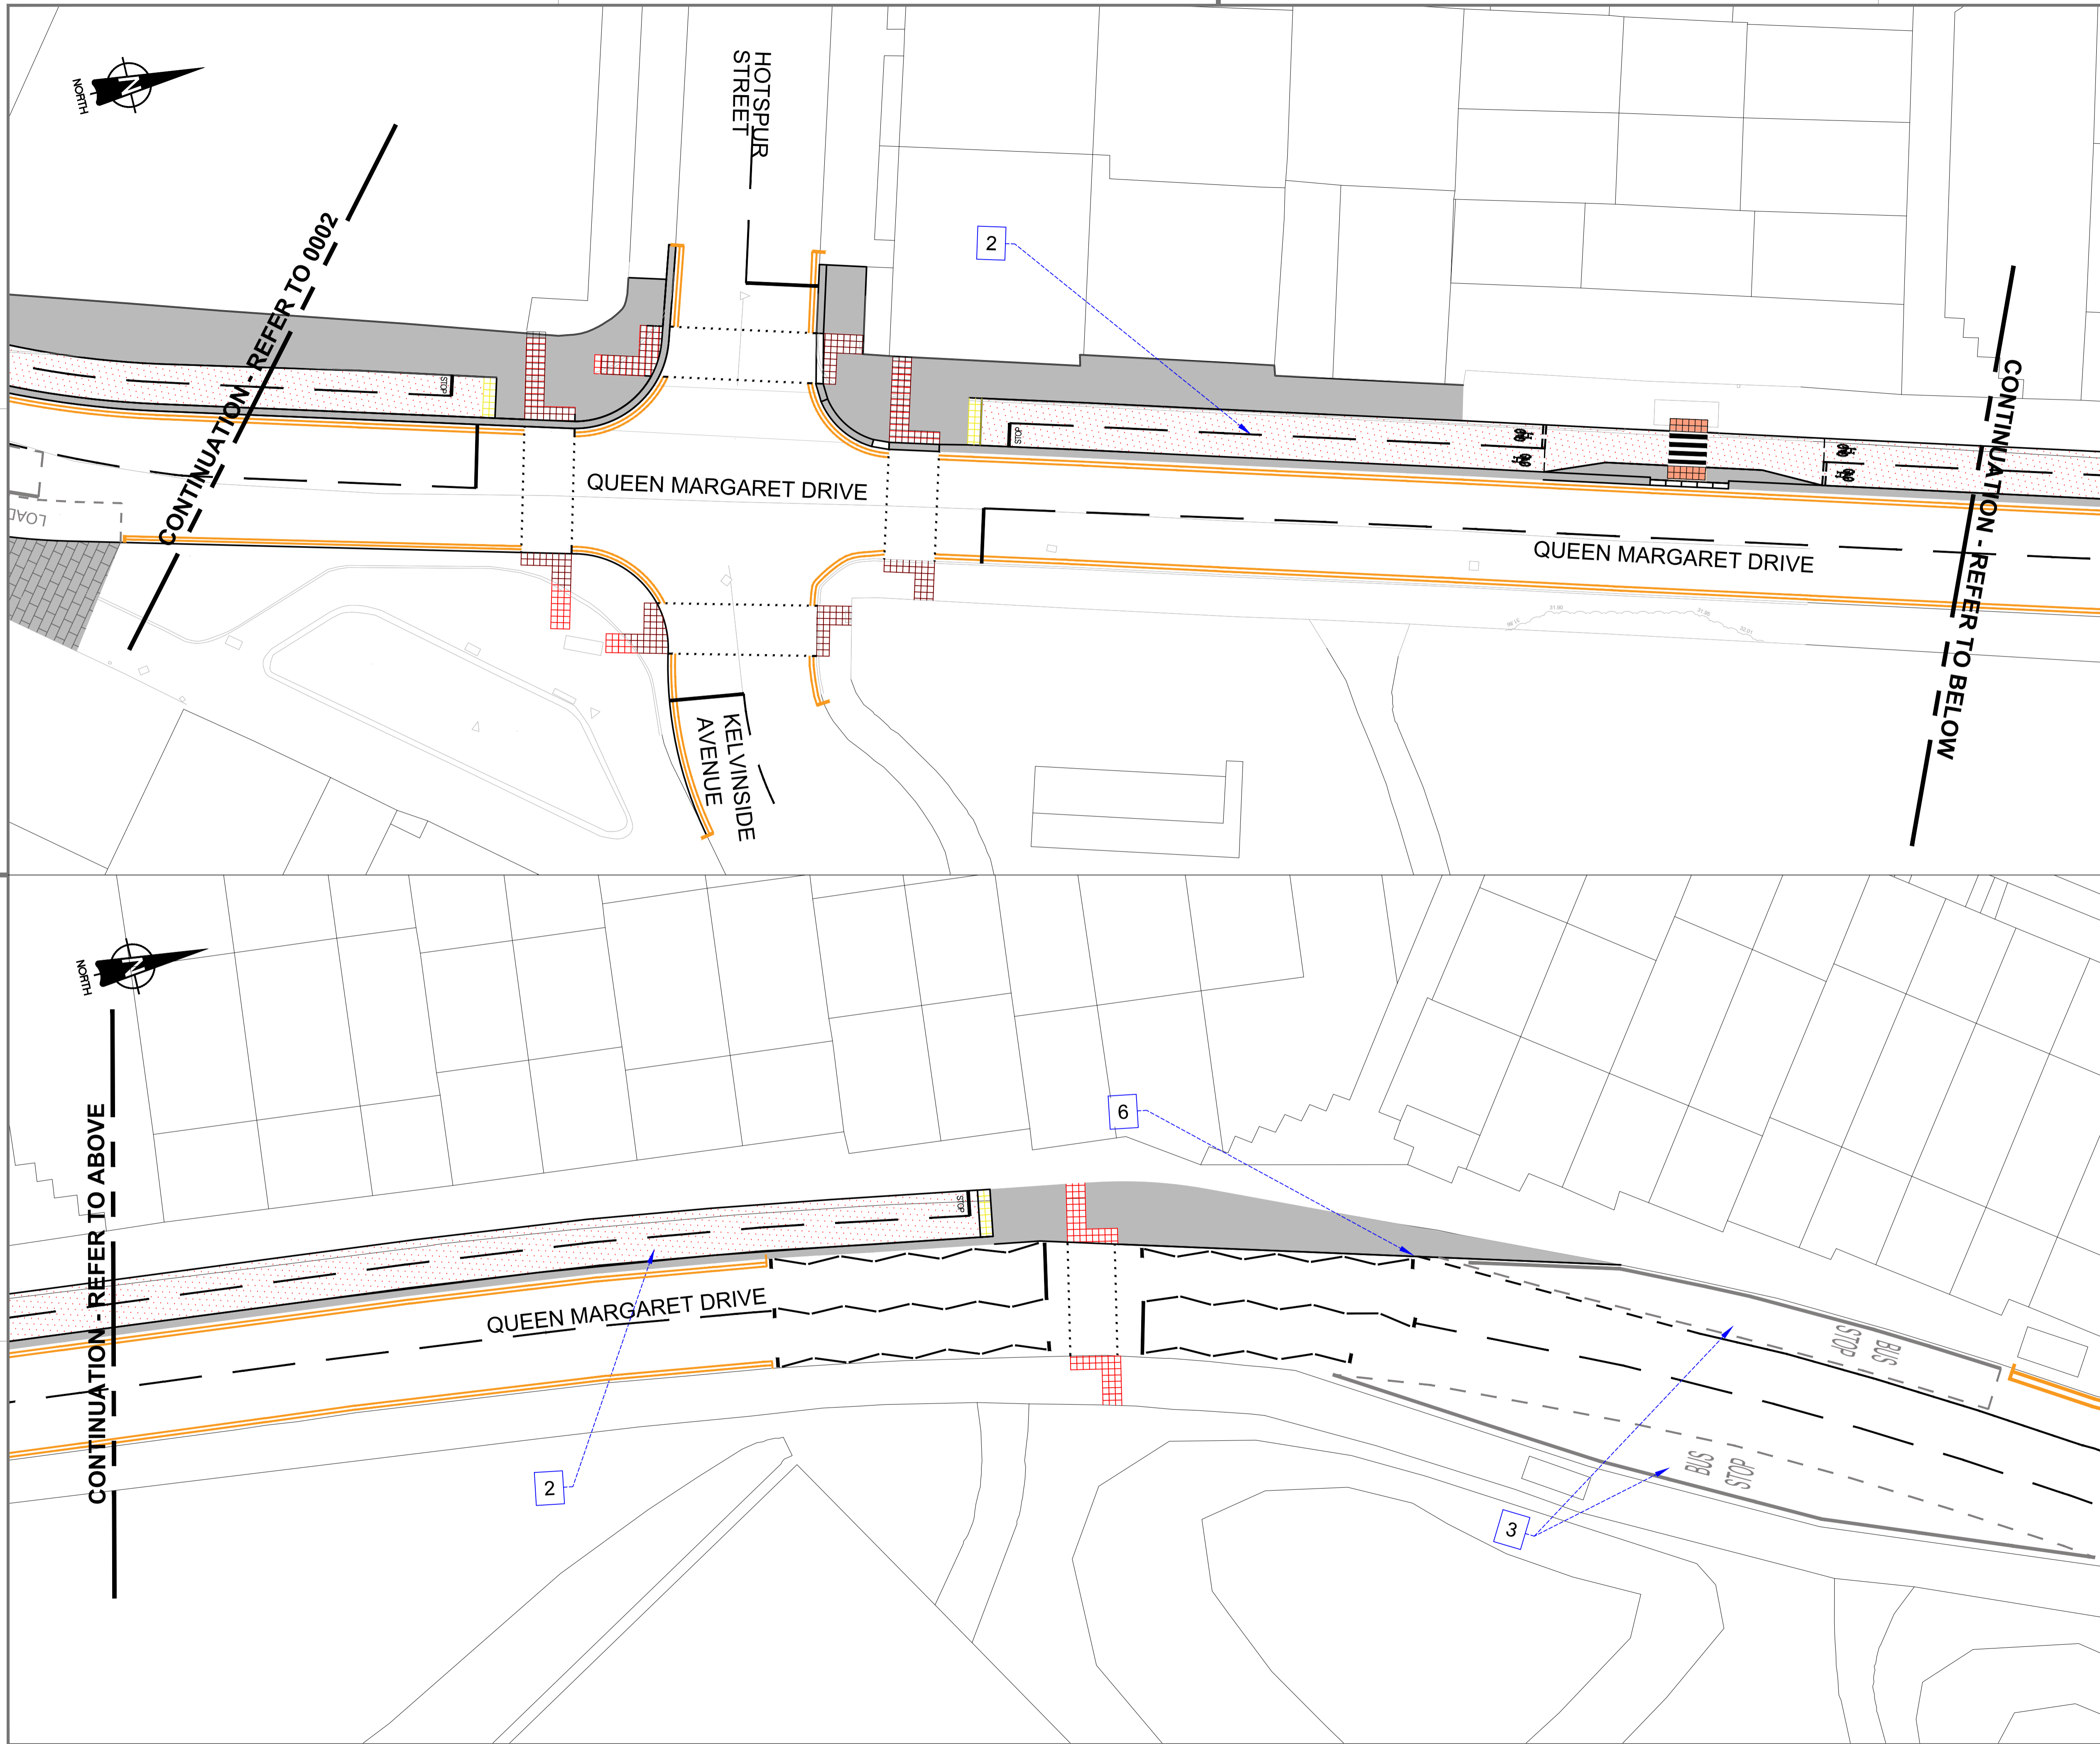 N
NORTH
CONTINUATION - REFER TO 0002
HOTSPUR
STREET
2
STOP
STOP
QUEEN MARGARET DRIVE
QUEEN MARGARET DRIVE
LOAD
KELVINSIDE
AVENUE
CONTINUATION - REFER TO BELOW
31.90
N
NORTH
CONTINUATION - REFER TO ABOVE
6
STOP
QUEEN MARGARET DRIVE
2
BUS
STOP
BUS
STOP
3